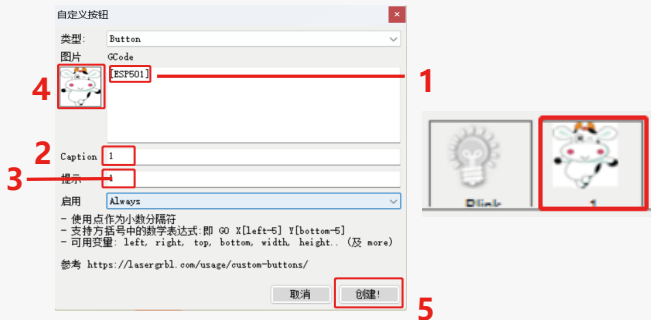 自定义按钮
×
类型: Button
图片 GCode
[ESP501]
1
4
2
Caption 1
3
提示 1
启用 Always
- 使用点作为小数分隔符
- 支持方括号中的数学表达式:即 G0 X[left-5] Y[bottom-5]
- 可用变量: left, right, top, bottom, width, height.. (及 more)
参考 https://lasergrbl.com/usage/custom-buttons/
取消 创建!
5
Blink
1